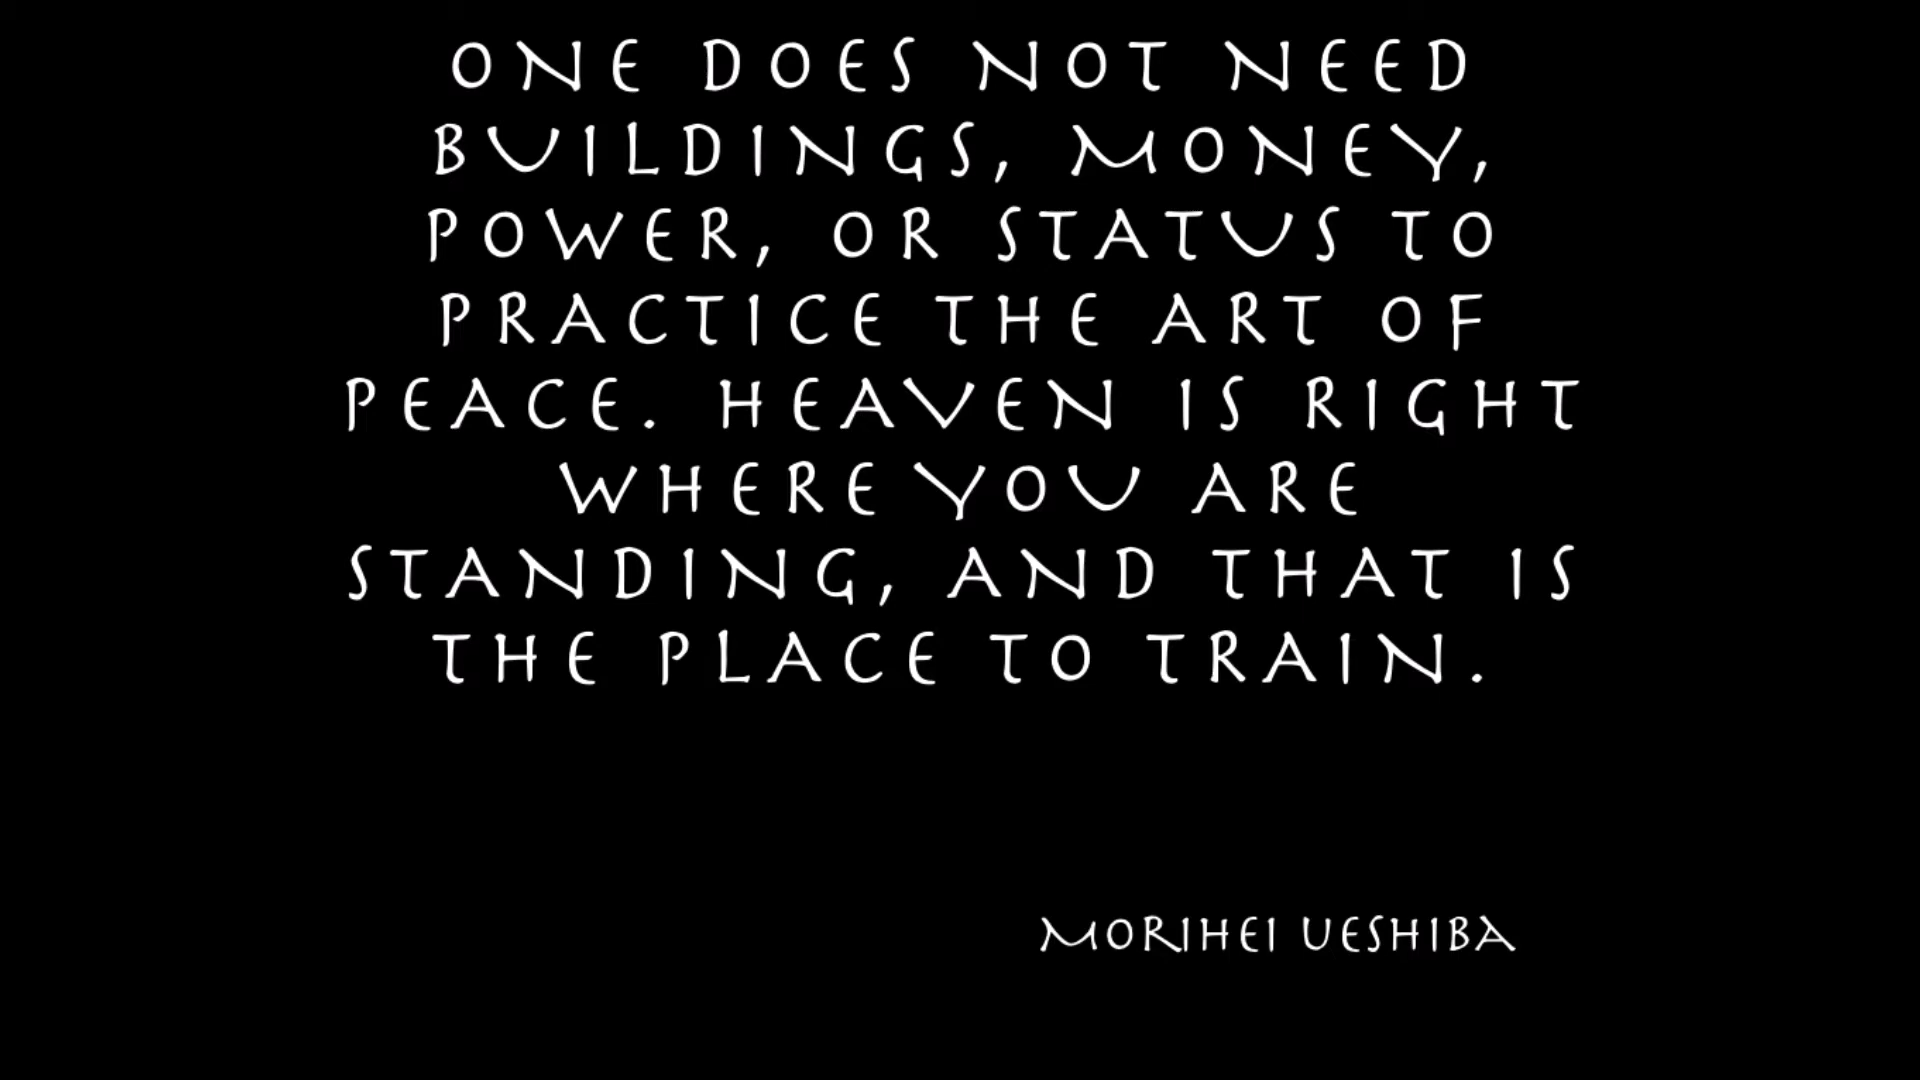 ONE DOES NOT NEED
BUILDINGS, MONEY,
POWER, OR STATUS TO
PRACTICE THE ART OF
PEACE. HEAVEN IS RIGHT
WHERE YOU ARE
STANDING, AND THAT IS
THE PLACE TO TRAIN.
MORIHEI UESHIBA